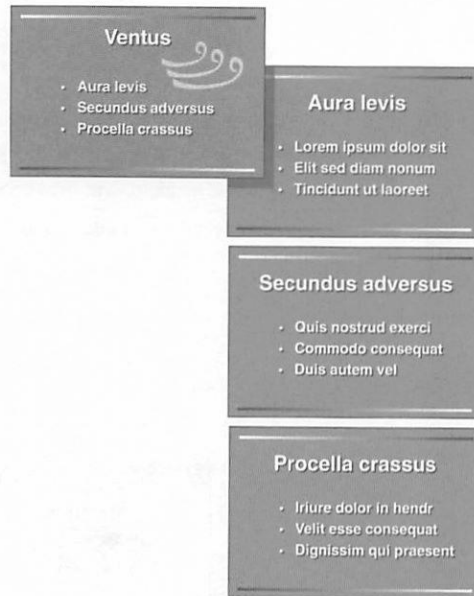 Ventus
• Aura levis
• Secundus adversus
• Procella crassus
Aura levis
• Lorem ipsum dolor sit
• Elit sed diam nonum
• Tincidunt ut laoreet
Secundus adversus
• Quis nostrud exerci
• Commodo consequat
• Duis autem vel
Procella crassus
• Iriure dolor in hendr
• Velit esse consequat
• Dignissim qui praesent